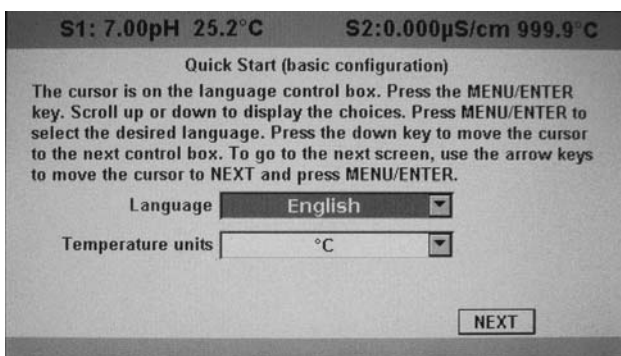 S1: 7.00pH 25.2°C S2:0.000µS/cm 999.9°C
Quick Start (basic configuration)
The cursor is on the language control box. Press the MENU/ENTER
key. Scroll up or down to display the choices. Press MENU/ENTER to
select the desired language. Press the down key to move the cursor
to the next control box. To go to the next screen, use the arrow keys
to move the cursor to NEXT and press MENU/ENTER.
Language English
Temperature units °C
NEXT